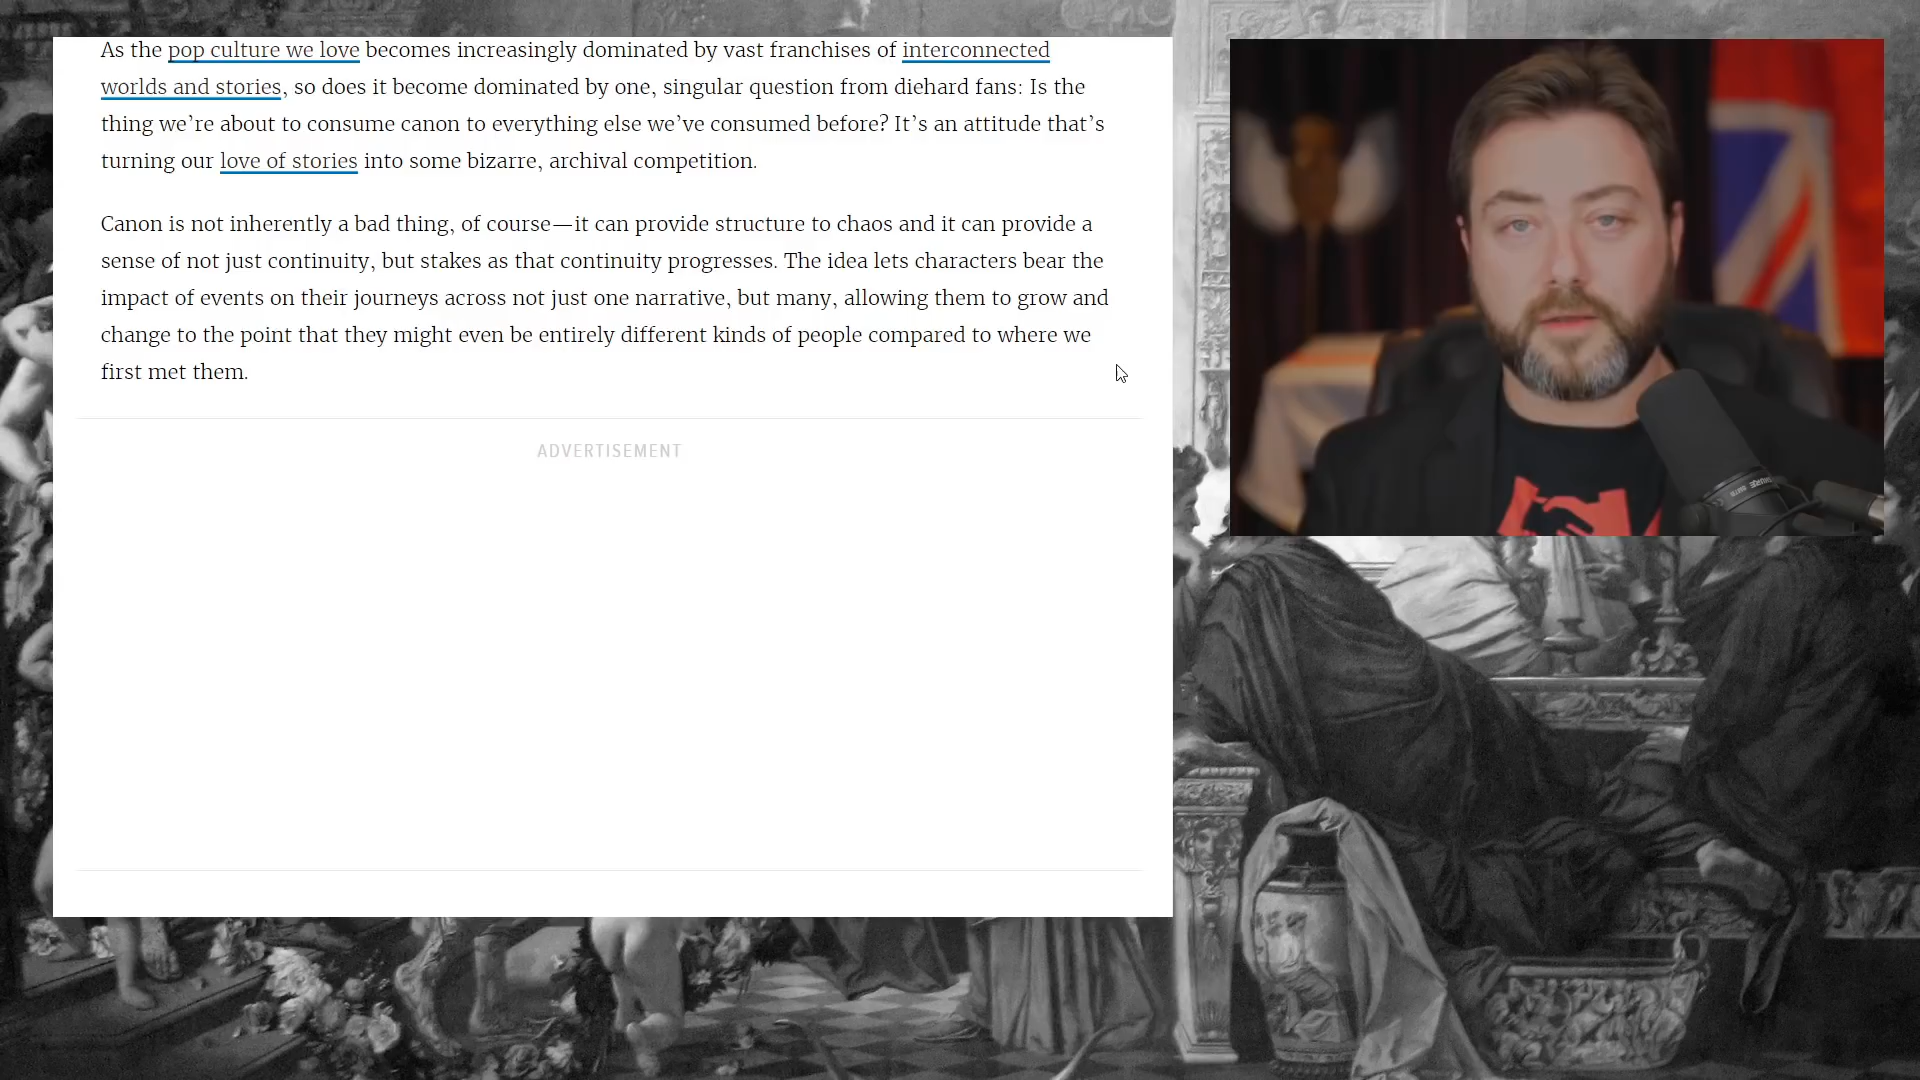 As the pop culture we love becomes increasingly dominated by vast franchises of interconnected
worlds and stories, so does it become dominated by one, singular question from diehard fans: Is the
thing we’re about to consume canon to everything else we’ve consumed before? It’s an attitude that’s
turning our love of stories into some bizarre, archival competition.
Canon is not inherently a bad thing, of course—it can provide structure to chaos and it can provide a
sense of not just continuity, but stakes as that continuity progresses. The idea lets characters bear the
impact of events on their journeys across not just one narrative, but many, allowing them to grow and
change to the point that they might even be entirely different kinds of people compared to where we
first met them.
ADVERTISEMENT